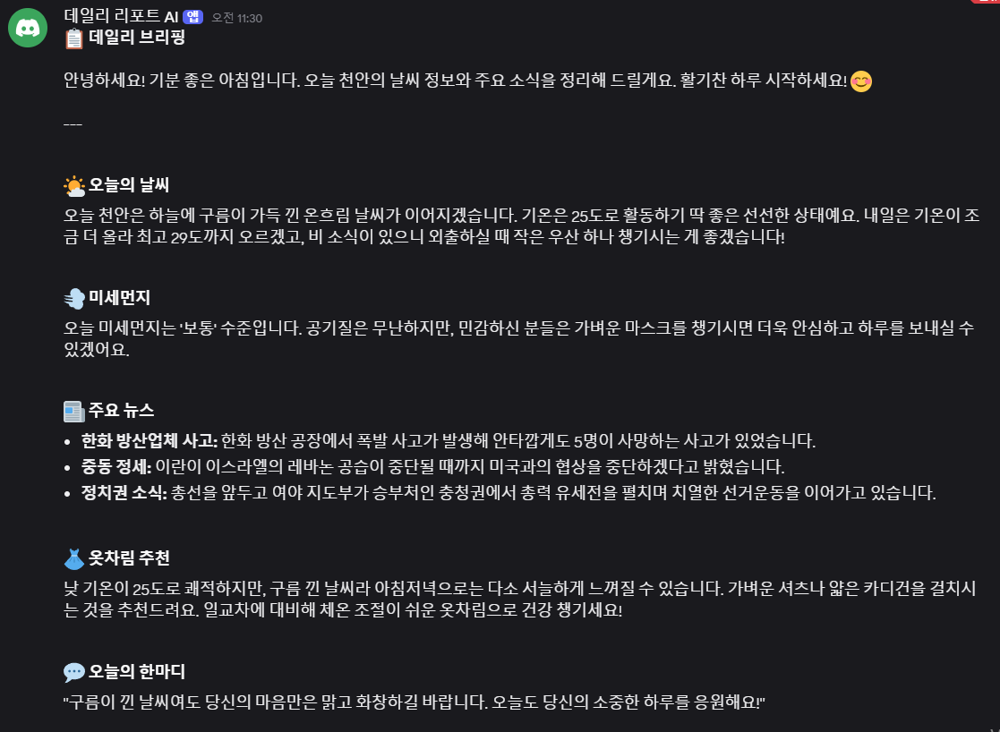 데일리 리포트 AI 앱 오전 11:30
📋 데일리 브리핑
안녕하세요! 기분 좋은 아침입니다. 오늘 천안의 날씨 정보와 주요 소식을 정리해 드릴게요. 활기찬 하루 시작하세요! 😊
---
🌤️ 오늘의 날씨
오늘 천안은 하늘에 구름이 가득 낀 온흐림 날씨가 이어지겠습니다. 기온은 25도로 활동하기 딱 좋은 선선한 상태예요. 내일은 기온이 조
금 더 올라 최고 29도까지 오르겠고, 비 소식이 있으니 외출하실 때 작은 우산 하나 챙기시는 게 좋겠습니다!
💨 미세먼지
오늘 미세먼지는 '보통' 수준입니다. 공기질은 무난하지만, 민감하신 분들은 가벼운 마스크를 챙기시면 더욱 안심하고 하루를 보내실 수
있겠어요.
📰 주요 뉴스
• 한화 방산업체 사고: 한화 방산 공장에서 폭발 사고가 발생해 안타깝게도 5명이 사망하는 사고가 있었습니다.
• 중동 정세: 이란이 이스라엘의 레바논 공습이 중단될 때까지 미국과의 협상을 중단하겠다고 밝혔습니다.
• 정치권 소식: 총선을 앞두고 여야 지도부가 승부처인 충청권에서 총력 유세전을 펼치며 치열한 선거운동을 이어가고 있습니다.
👗 옷차림 추천
낮 기온이 25도로 쾌적하지만, 구름 낀 날씨라 아침저녁으로는 다소 서늘하게 느껴질 수 있습니다. 가벼운 셔츠나 얇은 카디건을 걸치시
는 것을 추천드려요. 일교차에 대비해 체온 조절이 쉬운 옷차림으로 건강 챙기세요!
💬 오늘의 한마디
"구름이 낀 날씨여도 당신의 마음만은 맑고 화창하길 바랍니다. 오늘도 당신의 소중한 하루를 응원해요!"